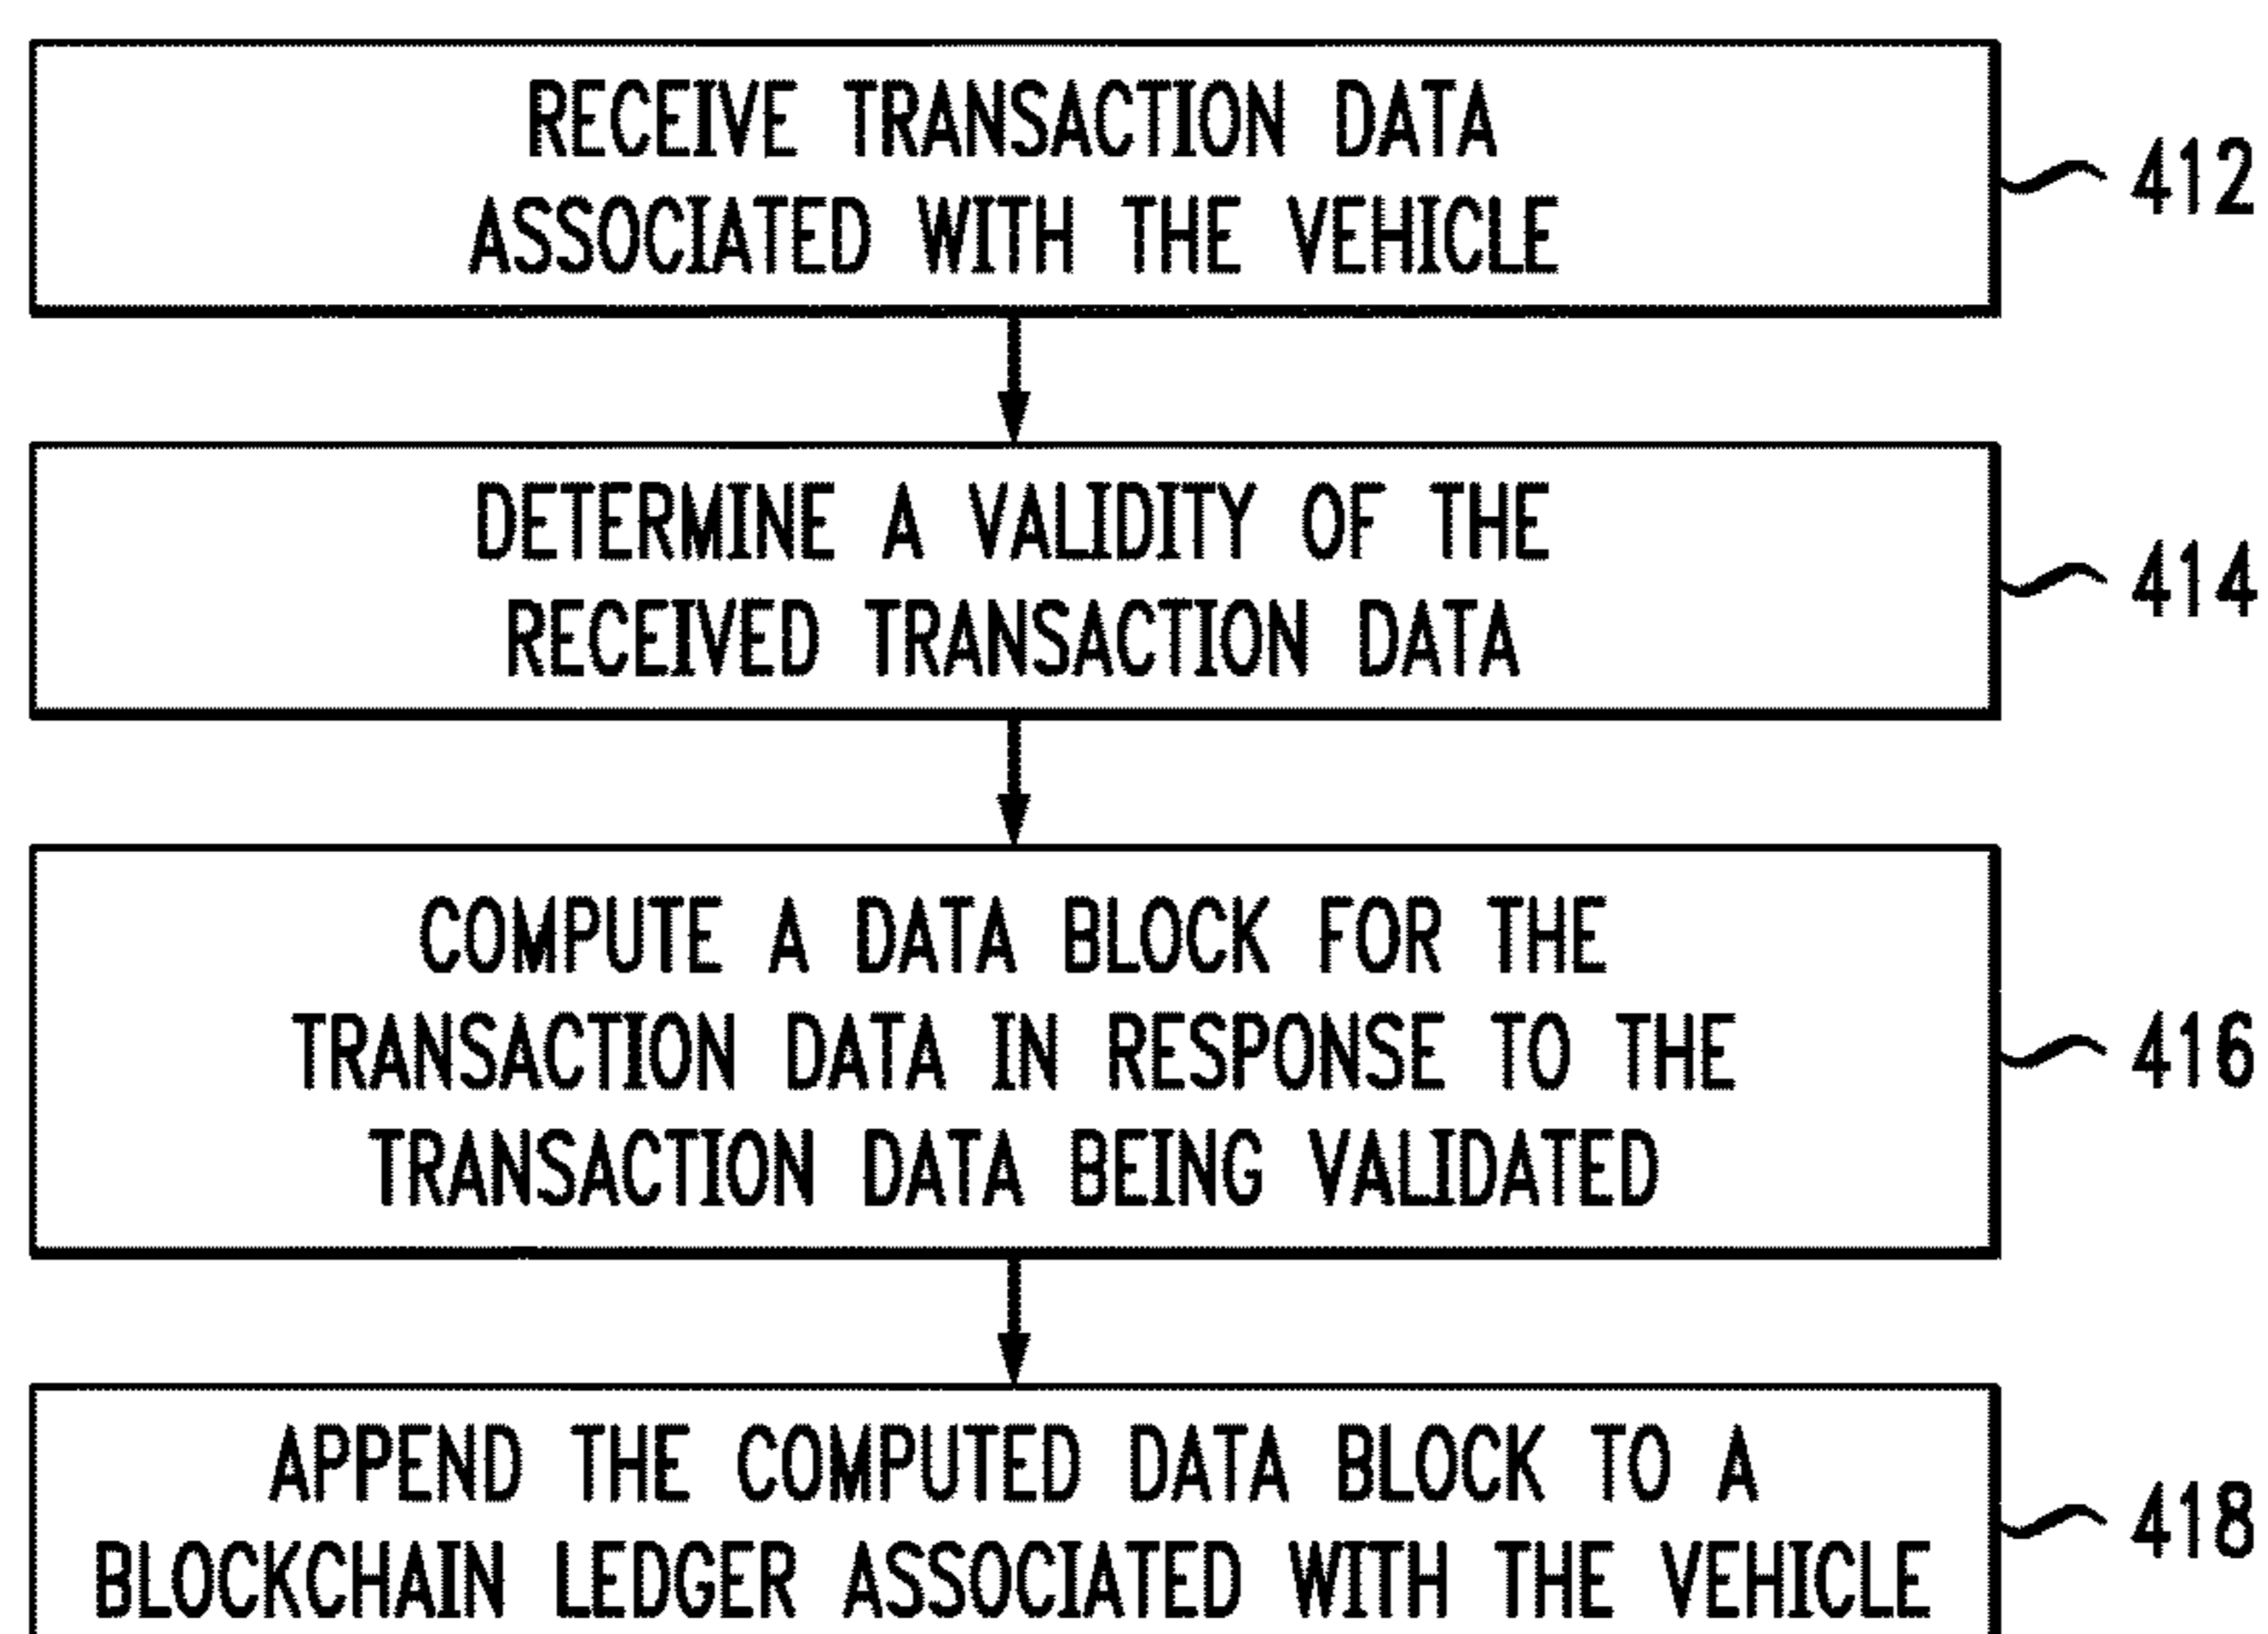 RECEIVE TRANSACTION DATA
ASSOCIATED WITH THE VEHICLE
412
DETERMINE A VALIDITY OF THE
RECEIVED TRANSACTION DATA
414
COMPUTE A DATA BLOCK FOR THE
TRANSACTION DATA IN RESPONSE TO THE
TRANSACTION DATA BEING VALIDATED
416
APPEND THE COMPUTED DATA BLOCK TO A
BLOCKCHAIN LEDGER ASSOCIATED WITH THE VEHICLE
418